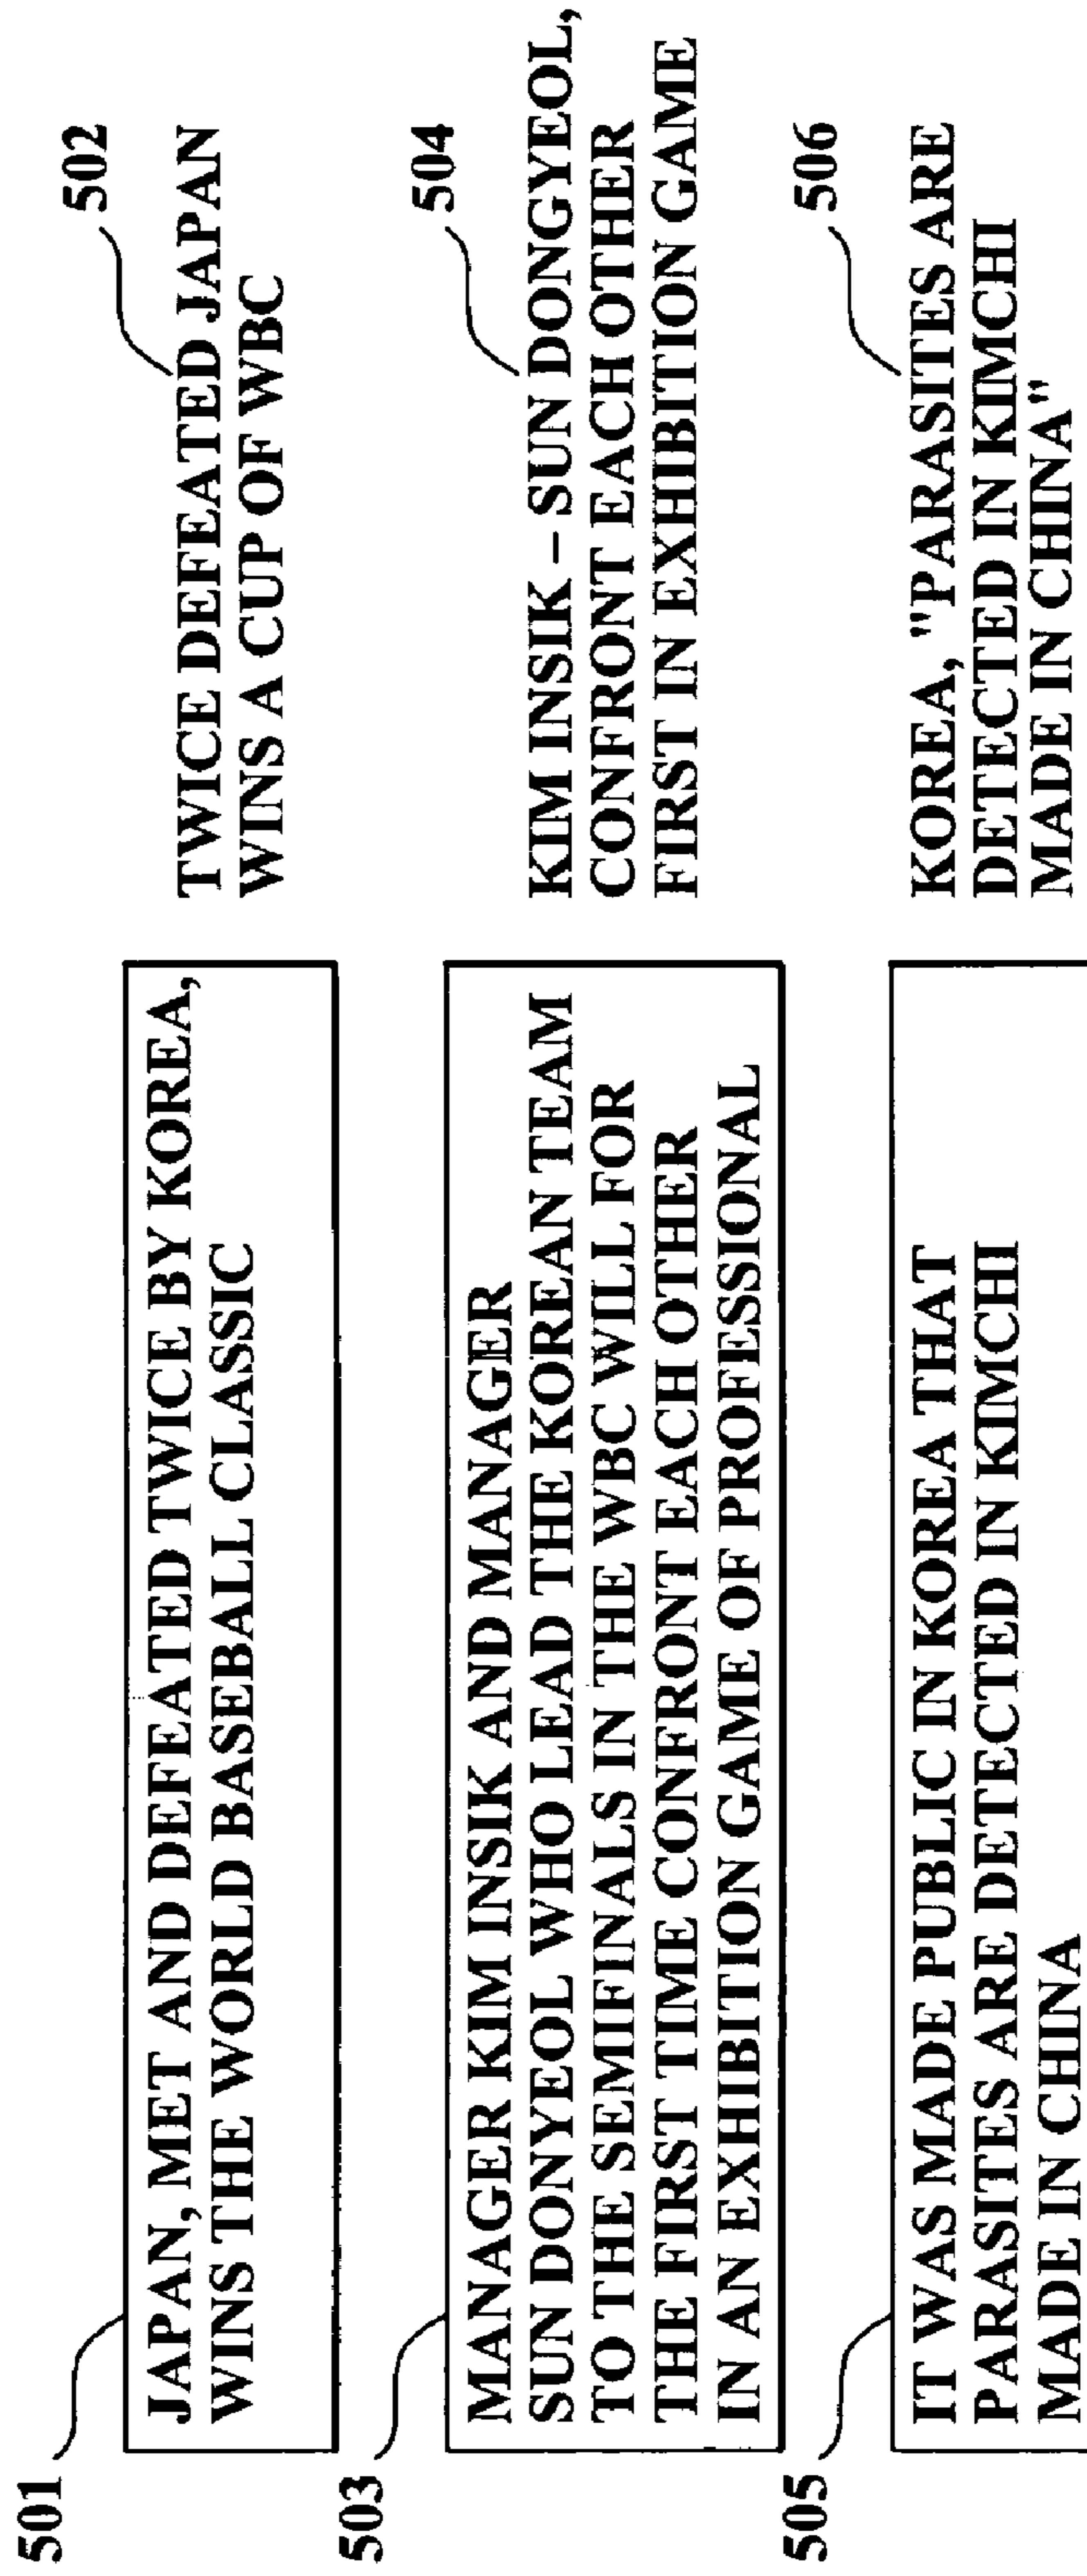 501
JAPAN, MET AND DEFEATED TWICE BY KOREA,
WINS THE WORLD BASEBALL CLASSIC
502
TWICE DEFEATED JAPAN
WINS A CUP OF WBC
503
MANAGER KIM INSIK AND MANAGER
SUN DONYEOL WHO LEAD THE KOREAN TEAM
TO THE SEMIFINALS IN THE WBC WILL FOR
THE FIRST TIME CONFRONT EACH OTHER
IN AN EXHIBITION GAME OF PROFESSIONAL
504
KIM INSIK – SUN DONGYEOL,
CONFRONT EACH OTHER
FIRST IN EXHIBITION GAME
505
IT WAS MADE PUBLIC IN KOREA THAT
PARASITES ARE DETECTED IN KIMCHI
MADE IN CHINA
506
KOREA, "PARASITES ARE
DETECTED IN KIMCHI
MADE IN CHINA"